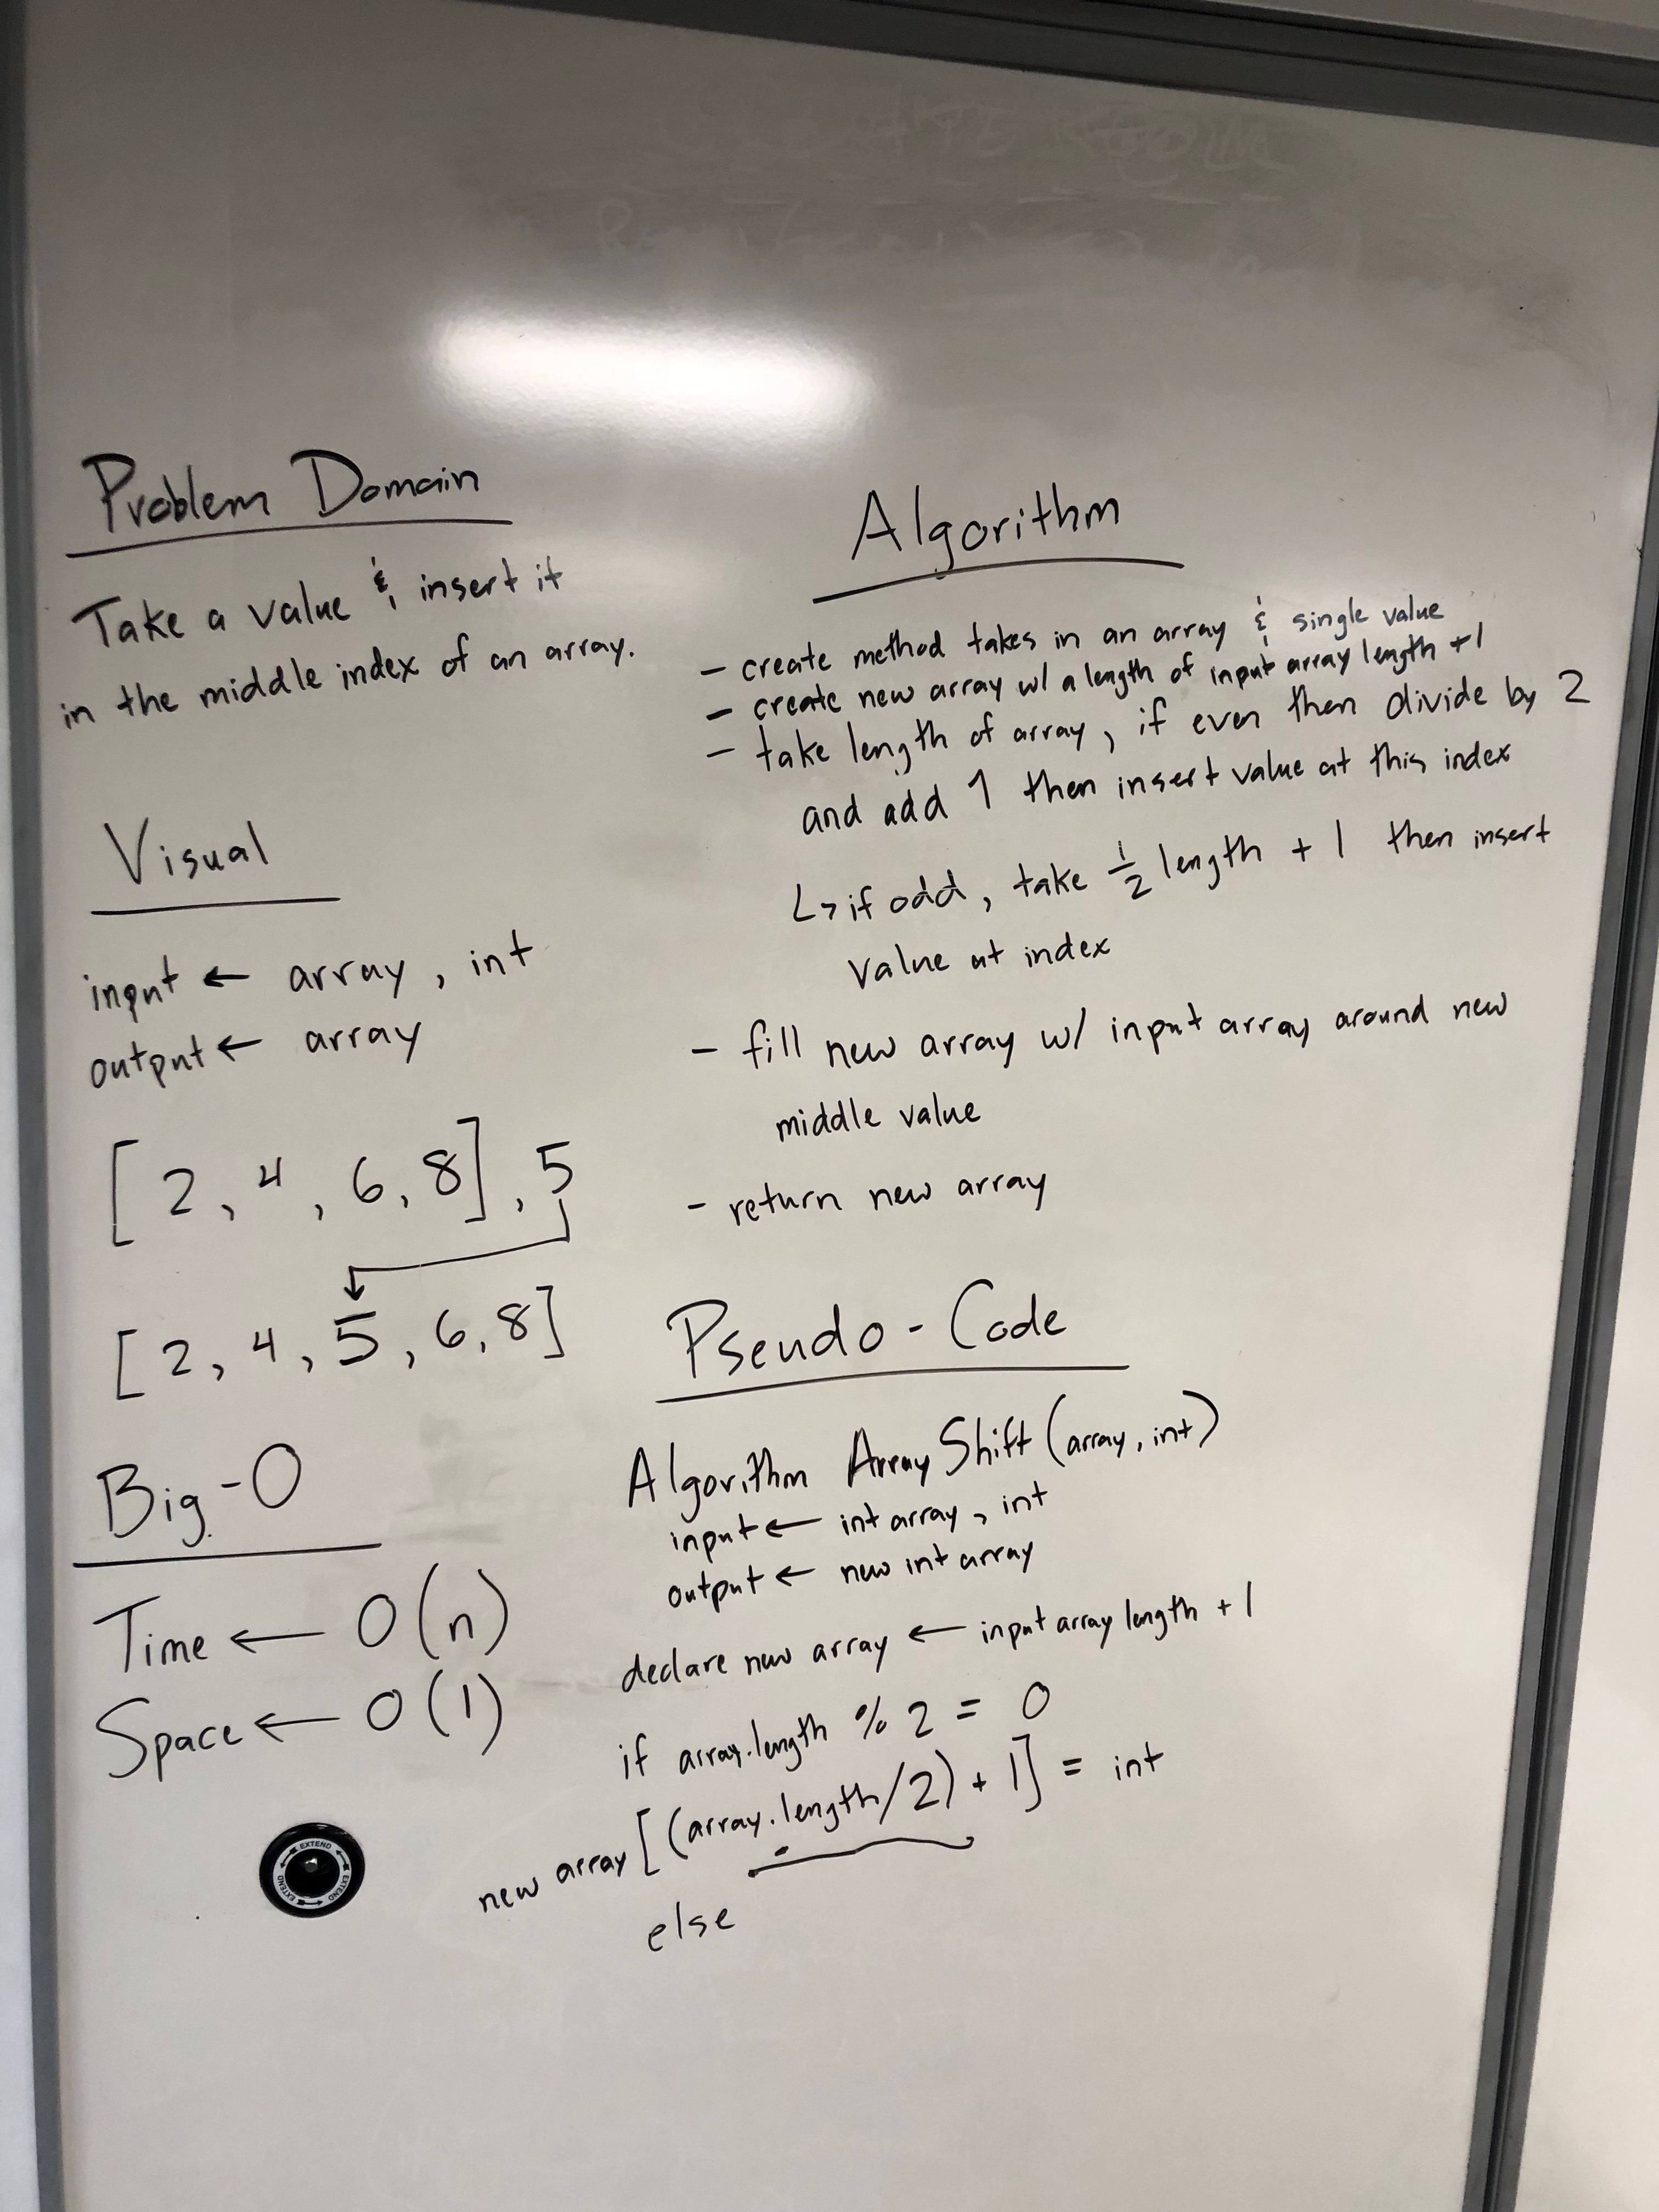 Problem Domain
Take a value & insert it
in the middle index of an array.
Visual
input ← array, int
output ← array
[2, 4, 6, 8], 5
[2, 4, 5, 6, 8]
Big-O
Time ← O(n)
Space ← O(1)
EXTEND EXTEND EXTEND
Algorithm
- create method takes in an array & single value
- create new array w/ a length of input array length +1
- take length of array, if even then divide by 2
and add 1 then insert value at this index
↳ if odd, take 1/2 length + 1 then insert
value at index
- fill new array w/ input array around new
middle value
- return new array
Pseudo-Code
Algorithm ArrayShift(array, int)
input ← int array, int
output ← new int array
declare new array ← input array length + 1
if array.length % 2 = 0
new array[(array.length/2) + 1] = int
else